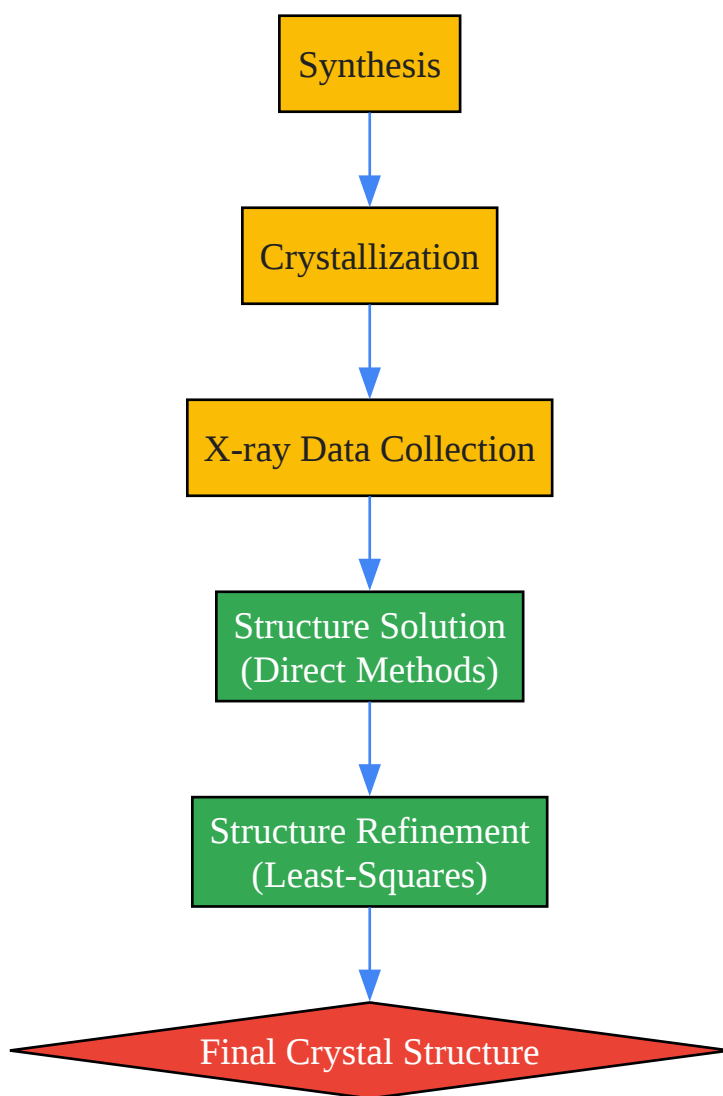 Synthesis
Crystallization
X-ray Data Collection
Structure Solution
(Direct Methods)
Structure Refinement
(Least-Squares)
Final Crystal Structure